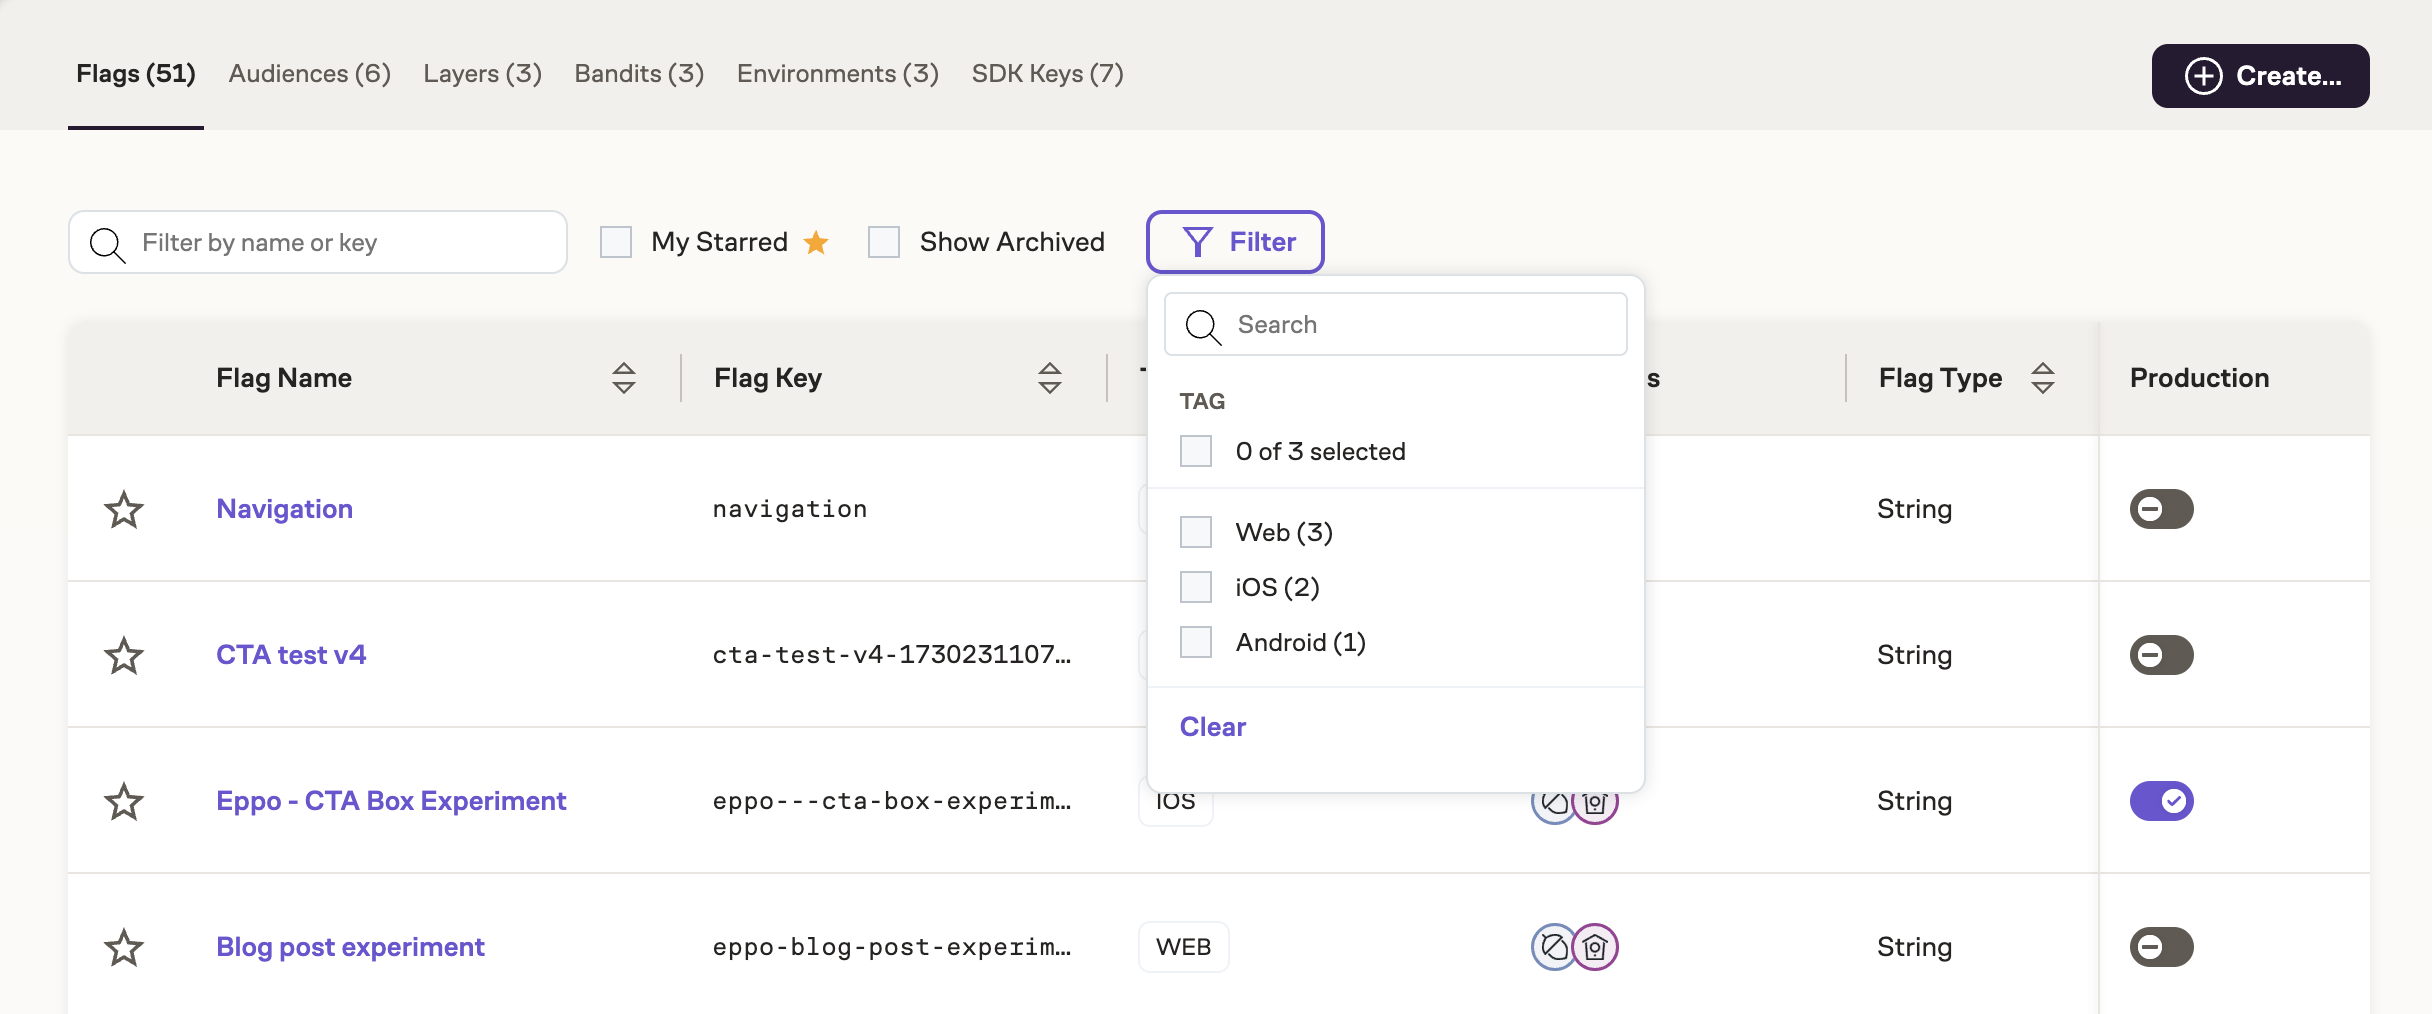 Flags (51) Audiences (6) Layers (3) Bandits (3) Environments (3) SDK Keys (7) Create...
Filter by name or key My Starred Show Archived Filter
Search
Flag Name Flag Key Flag Type Production
TAG
0 of 3 selected
Navigation navigation String
Web (3)
iOS (2)
Android (1)
CTA test v4 cta-test-v4-1730231107... String
Clear
Eppo - CTA Box Experiment eppo---cta-box-experim... IOS String
Blog post experiment eppo-blog-post-experim... WEB String